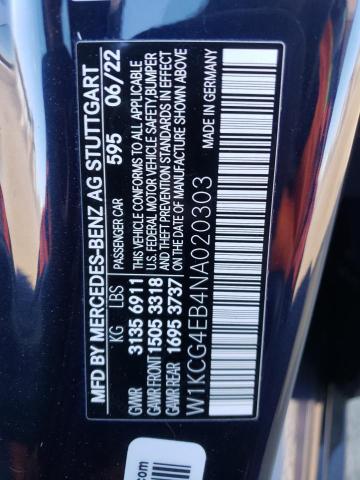 MFD BY MERCEDES-BENZ AG STUTTGART
PASSENGER CAR 595 06/22
KG LBS
GVWR 3135 6911
GAWR FRONT 1505 3318
GAWR REAR 1695 3737
THIS VEHICLE CONFORMS TO ALL APPLICABLE
U.S. FEDERAL MOTOR VEHICLE SAFETY, BUMPER
AND THEFT PREVENTION STANDARDS IN EFFECT
ON THE DATE OF MANUFACTURE SHOWN ABOVE
W1KCG4EB4NA020303
MADE IN GERMANY
.com